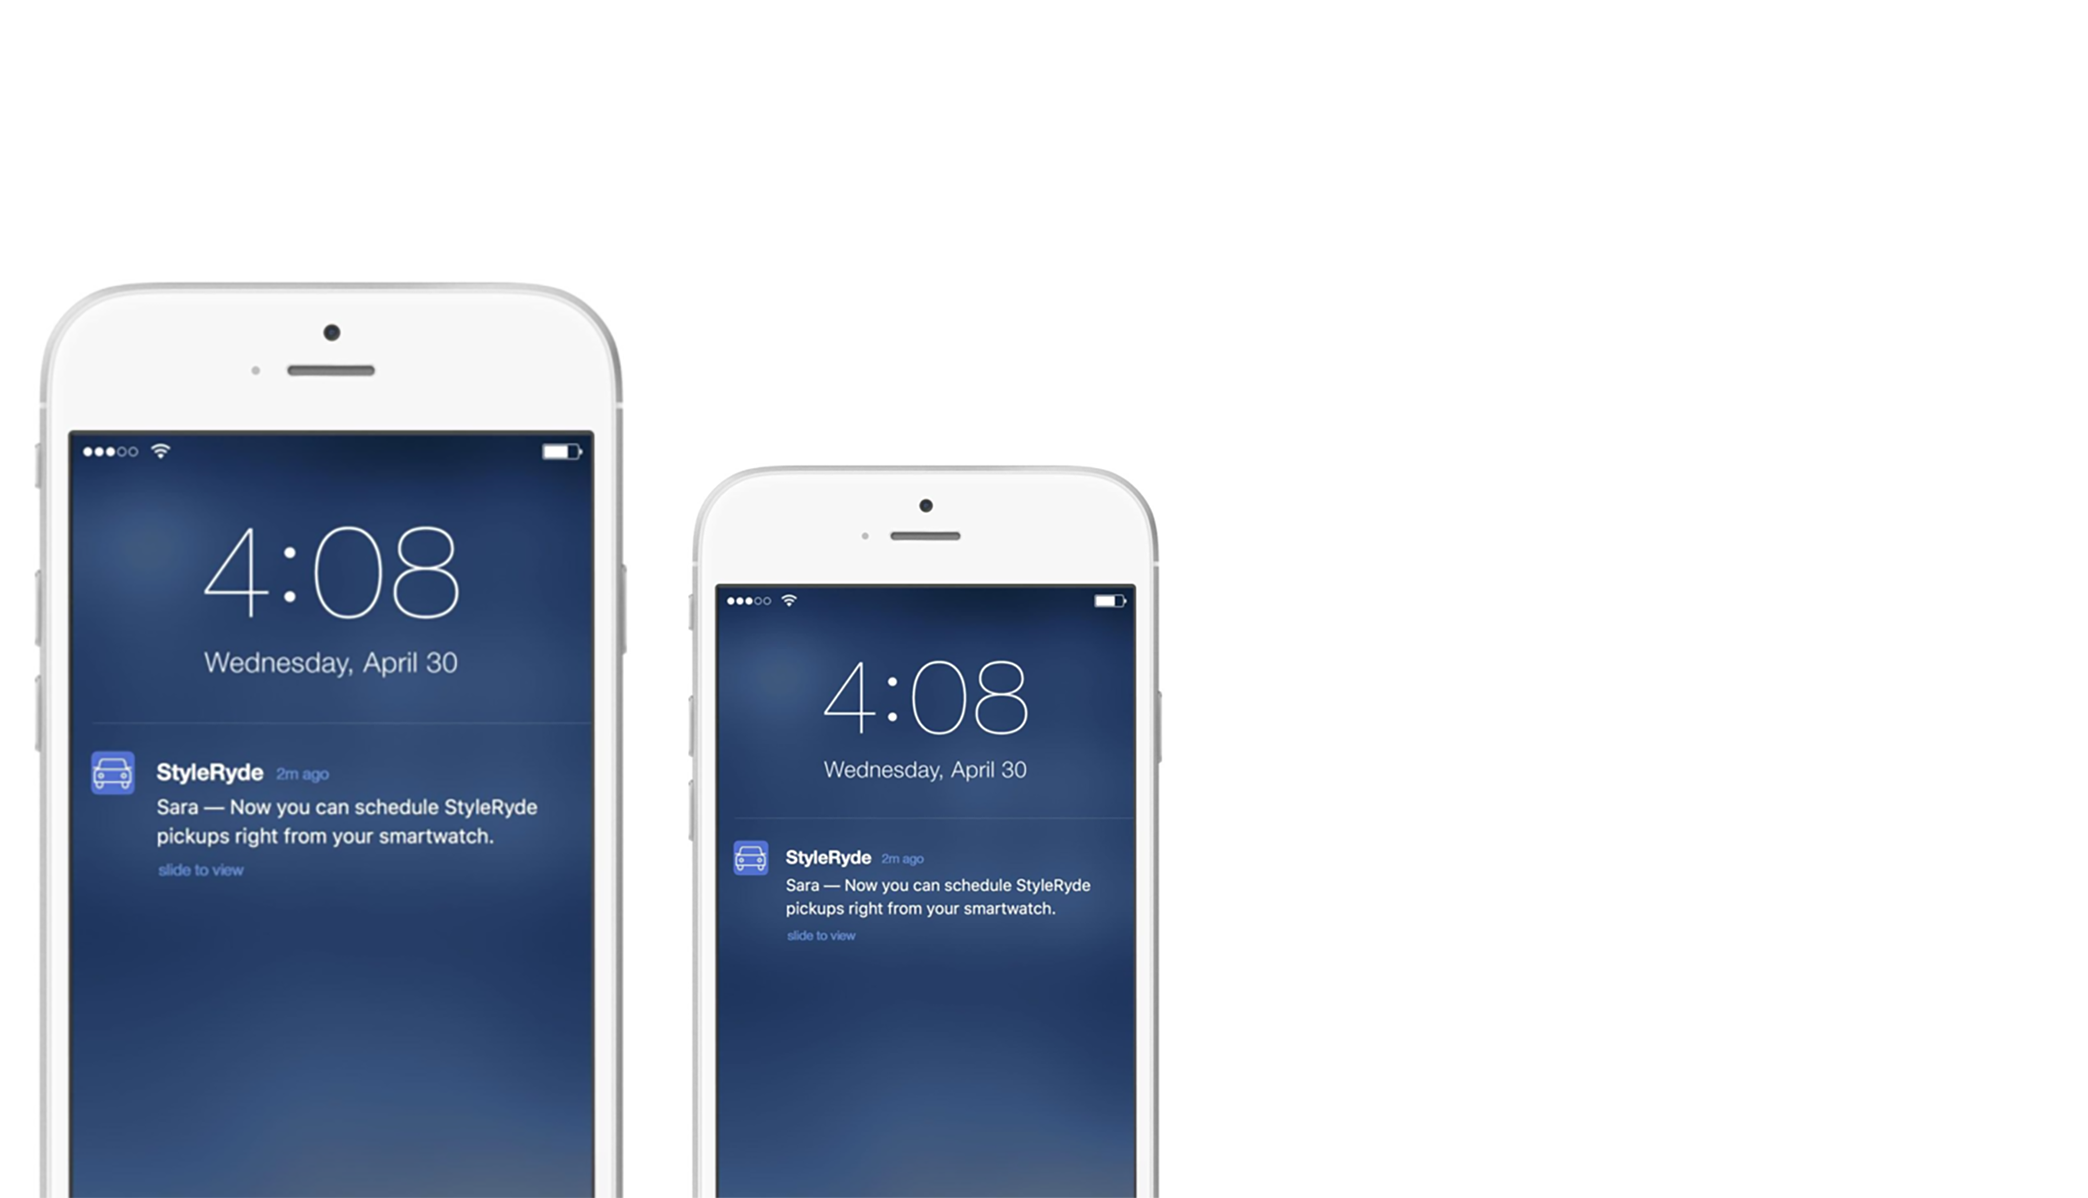 4:08
Wednesday, April 30
StyleRyde 2m ago
Sara — Now you can schedule StyleRyde
pickups right from your smartwatch.
slide to view
4:08
Wednesday, April 30
StyleRyde 2m ago
Sara — Now you can schedule StyleRyde
pickups right from your smartwatch.
slide to view